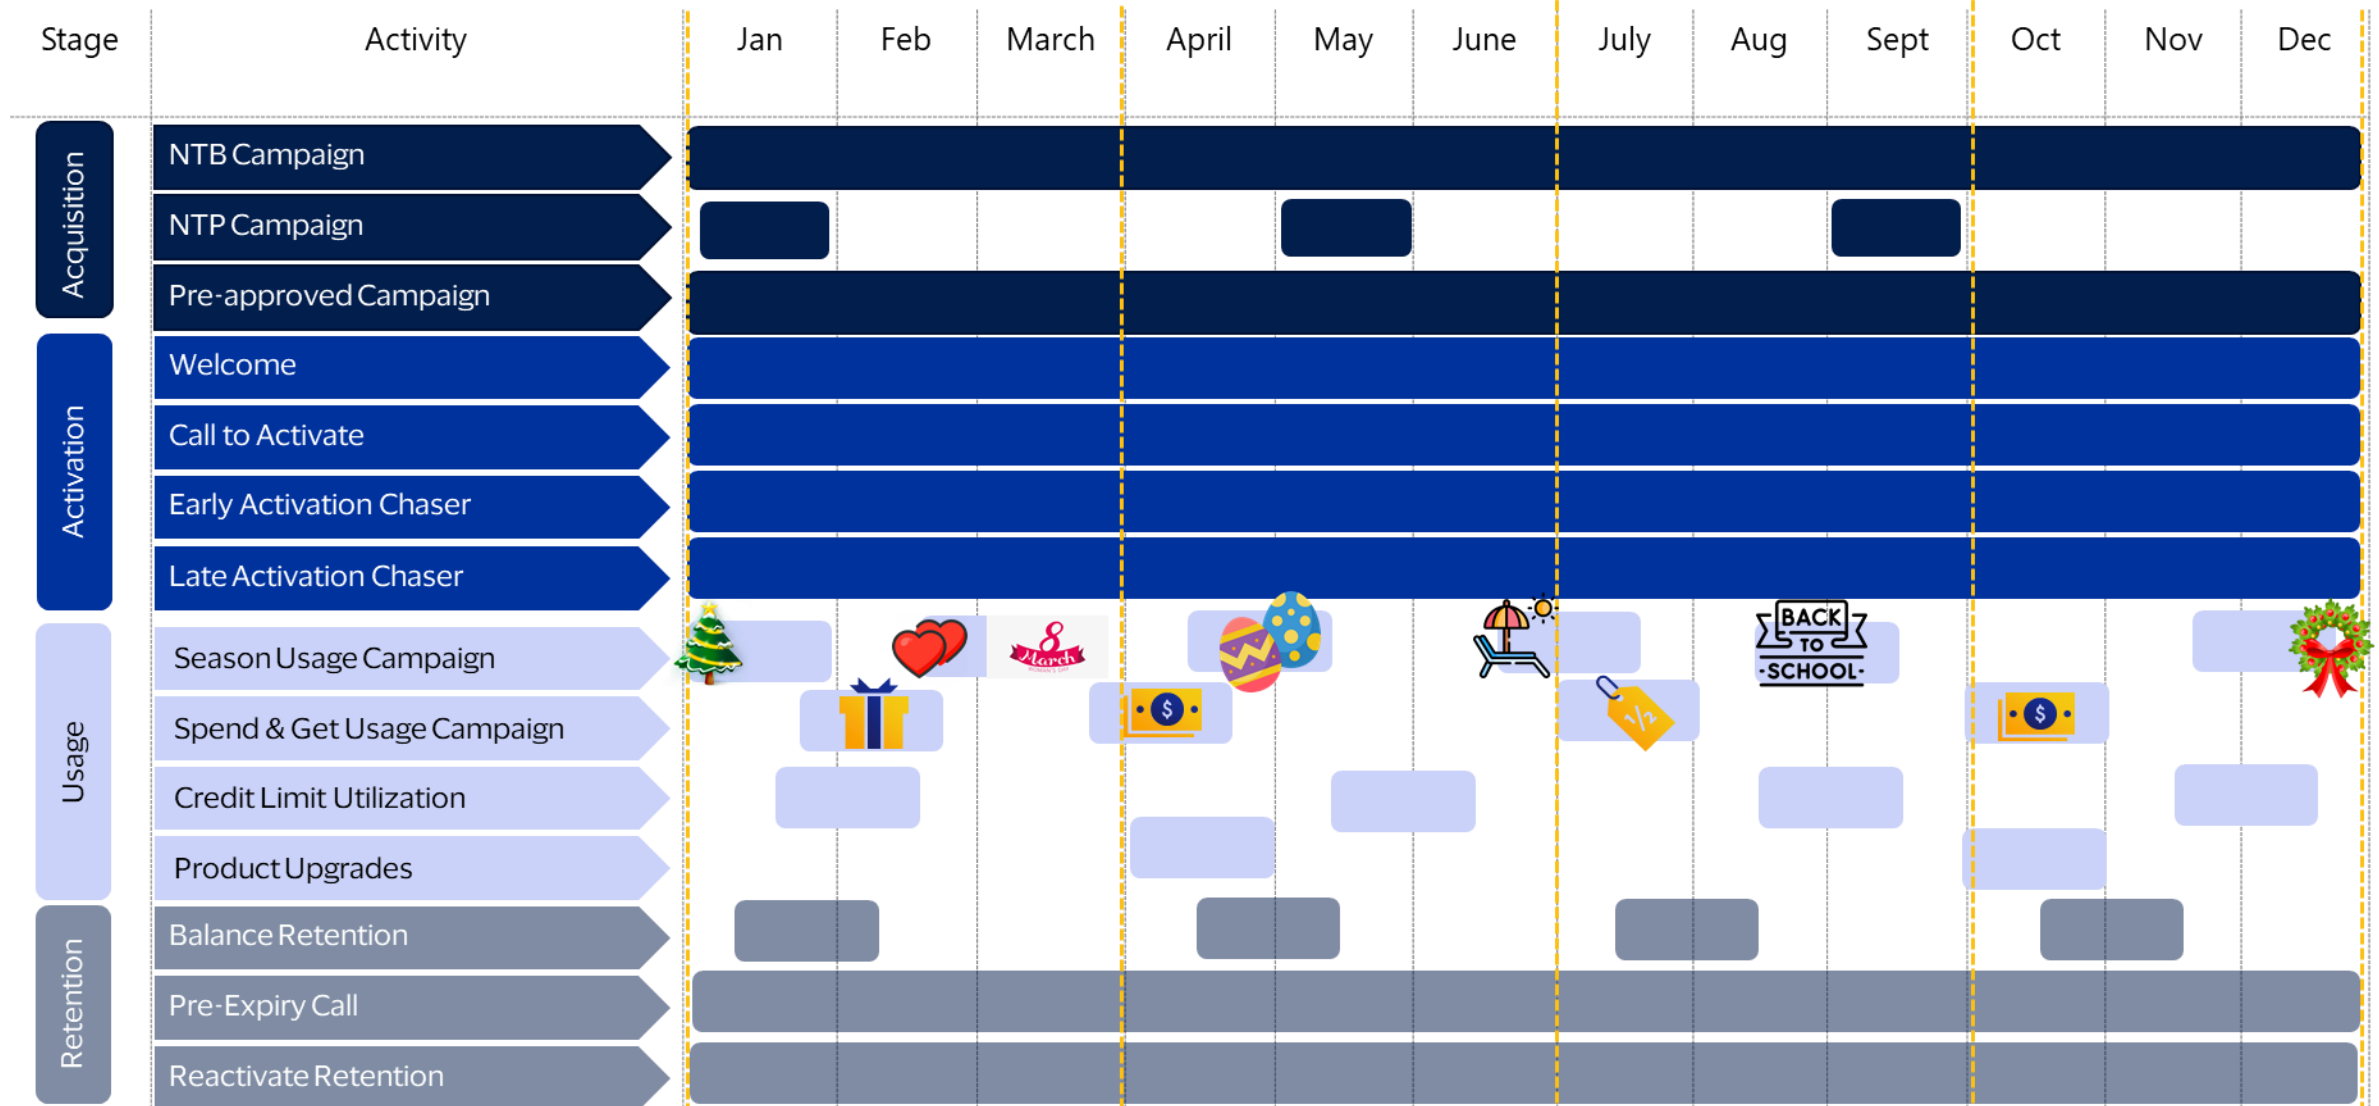 Stage
Activity
Jan
Feb
March
April
May
June
July
Aug
Sept
Oct
Nov
Dec
Acquisition
NTB Campaign
NTP Campaign
Pre-approved Campaign
Activation
Welcome
Call to Activate
Early Activation Chaser
Late Activation Chaser
Usage
Season Usage Campaign
8
March
WOMEN'S DAY
BACK
TO
-SCHOOL-
Spend & Get Usage Campaign
$
1/2
$
Credit Limit Utilization
Product Upgrades
Retention
Balance Retention
Pre-Expiry Call
Reactivate Retention